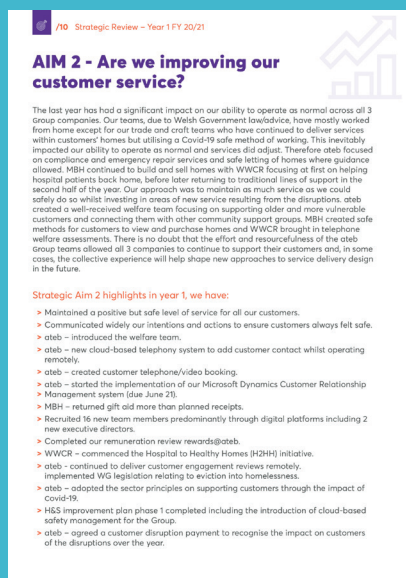 /10 Strategic Review – Year 1 FY 20/21
AIM 2 - Are we improving our
customer service?
The last year has had a significant impact on our ability to operate as normal across all 3
Group companies. Our teams, due to Welsh Government law/advice, have mostly worked
from home except for our trade and craft teams who have continued to deliver services
within customers' homes but utilising a Covid-19 safe method of working. This inevitably
impacted our ability to operate as normal and services did adjust. Therefore ateb focused
on compliance and emergency repair services and safe letting of homes where guidance
allowed. MBH continued to build and sell homes with WWCR focusing at first on helping
hospital patients back home, before later returning to traditional lines of support in the
second half of the year. Our approach was to maintain as much service as we could
safely do so whilst investing in areas of new service resulting from the disruptions. ateb
created a well-received welfare team focusing on supporting older and more vulnerable
customers and connecting them with other community support groups. MBH created safe
methods for customers to view and purchase homes and WWCR brought in telephone
welfare assessments. There is no doubt that the effort and resourcefulness of the ateb
Group teams allowed all 3 companies to continue to support their customers and, in some
cases, the collective experience will help shape new approaches to service delivery design
in the future.
Strategic Aim 2 highlights in year 1, we have:
> Maintained a positive but safe level of service for all our customers.
> Communicated widely our intentions and actions to ensure customers always felt safe.
> ateb – introduced the welfare team.
> ateb – new cloud-based telephony system to add customer contact whilst operating
remotely.
> ateb – created customer telephone/video booking.
> ateb – started the implementation of our Microsoft Dynamics Customer Relationship
> Management system (due June 21).
> MBH – returned gift aid more than planned receipts.
> Recruited 16 new team members predominantly through digital platforms including 2
new executive directors.
> Completed our remuneration review rewards@ateb.
> WWCR – commenced the Hospital to Healthy Homes (H2HH) initiative.
> ateb - continued to deliver customer engagement reviews remotely.
implemented WG legislation relating to eviction into homelessness.
> ateb – adopted the sector principles on supporting customers through the impact of
Covid-19.
> H&S improvement plan phase 1 completed including the introduction of cloud-based
safety management for the Group.
> ateb – agreed a customer disruption payment to recognise the impact on customers
of the disruptions over the year.